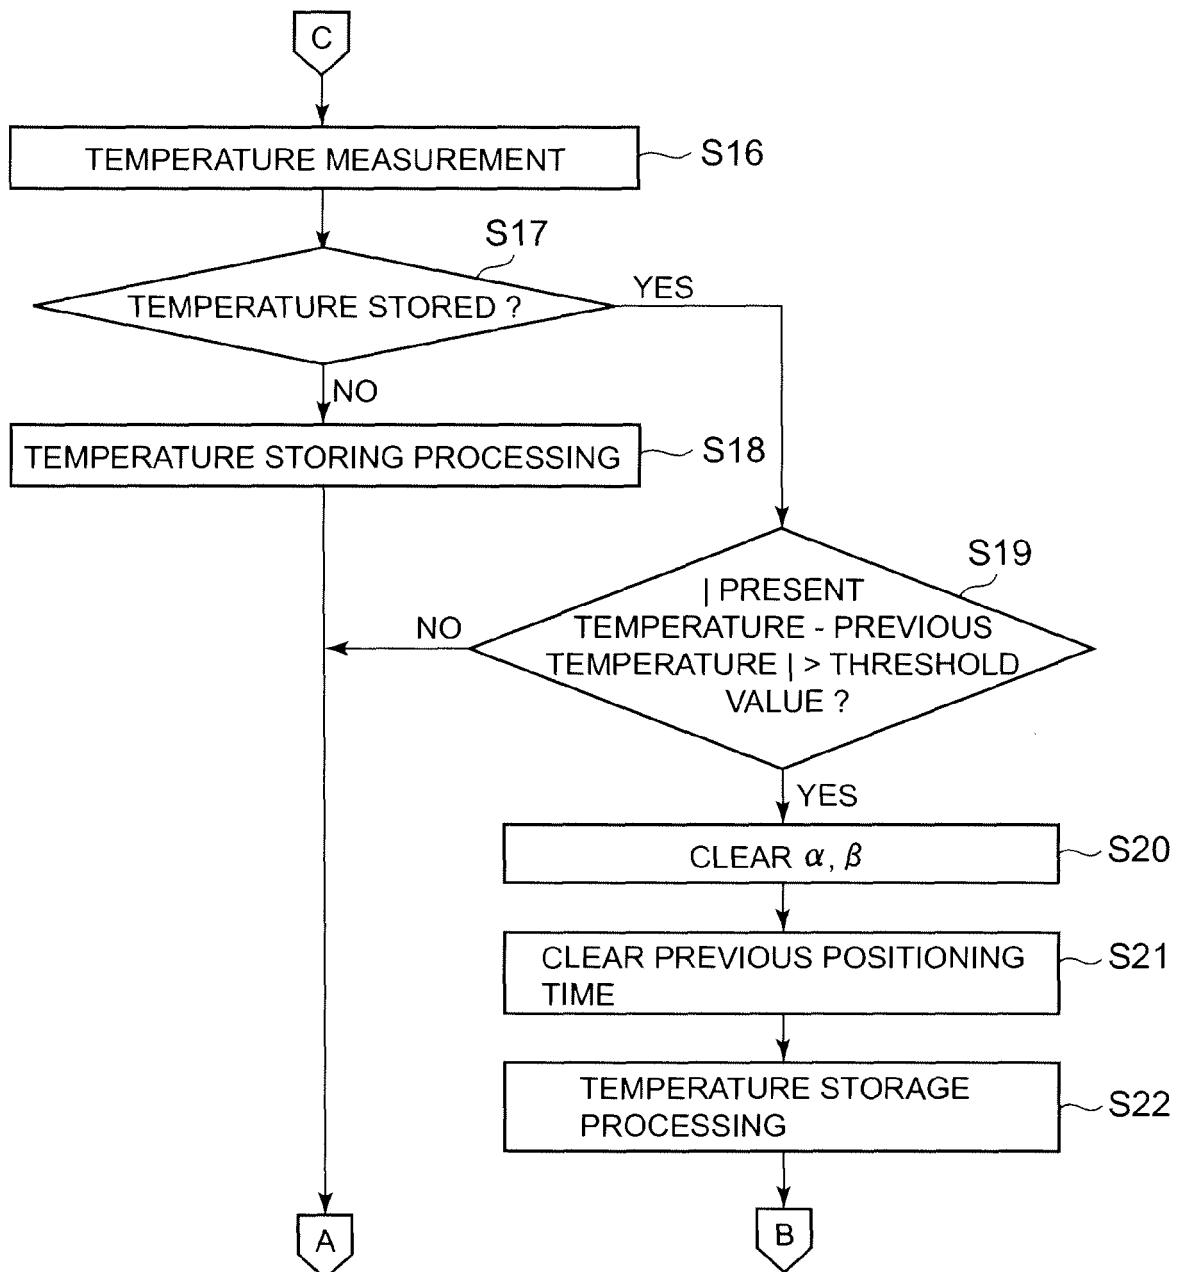 C
TEMPERATURE MEASUREMENT
S16
S17
TEMPERATURE STORED ?
YES
NO
TEMPERATURE STORING PROCESSING
S18
S19
| PRESENT
TEMPERATURE - PREVIOUS
TEMPERATURE | > THRESHOLD
VALUE ?
NO
YES
CLEAR α, β
S20
CLEAR PREVIOUS POSITIONING
TIME
S21
TEMPERATURE STORAGE
PROCESSING
S22
A
B